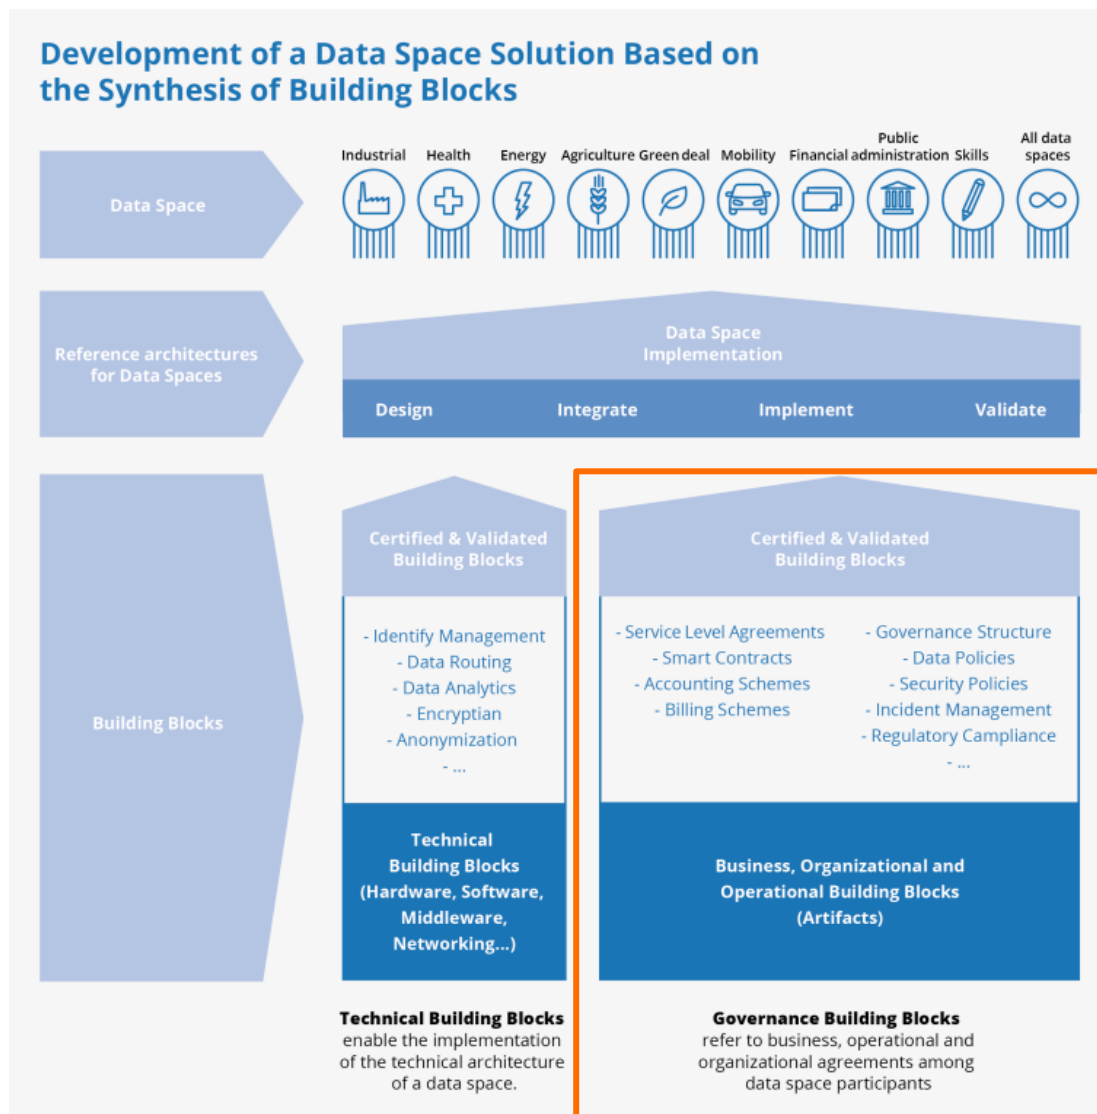 Development of a Data Space Solution Based on
the Synthesis of Building Blocks
Data Space
Industrial
Health
Energy
Agriculture
Green deal
Mobility
Financial
Public
administration
Skills
All data
spaces
Reference architectures
for Data Spaces
Data Space
Implementation
Design
Integrate
Implement
Validate
Building Blocks
Certified & Validated
Building Blocks
- Identify Management
- Data Routing
- Data Analytics
- Encryptian
- Anonymization
- ...
Technical
Building Blocks
(Hardware, Software,
Middleware,
Networking...)
Technical Building Blocks
enable the implementation
of the technical architecture
of a data space.
Certified & Validated
Building Blocks
- Service Level Agreements
- Smart Contracts
- Accounting Schemes
- Billing Schemes
- Governance Structure
- Data Policies
- Security Policies
- Incident Management
- Regulatory Campliance
- ...
Business, Organizational and
Operational Building Blocks
(Artifacts)
Governance Building Blocks
refer to business, operational and
organizational agreements among
data space participants